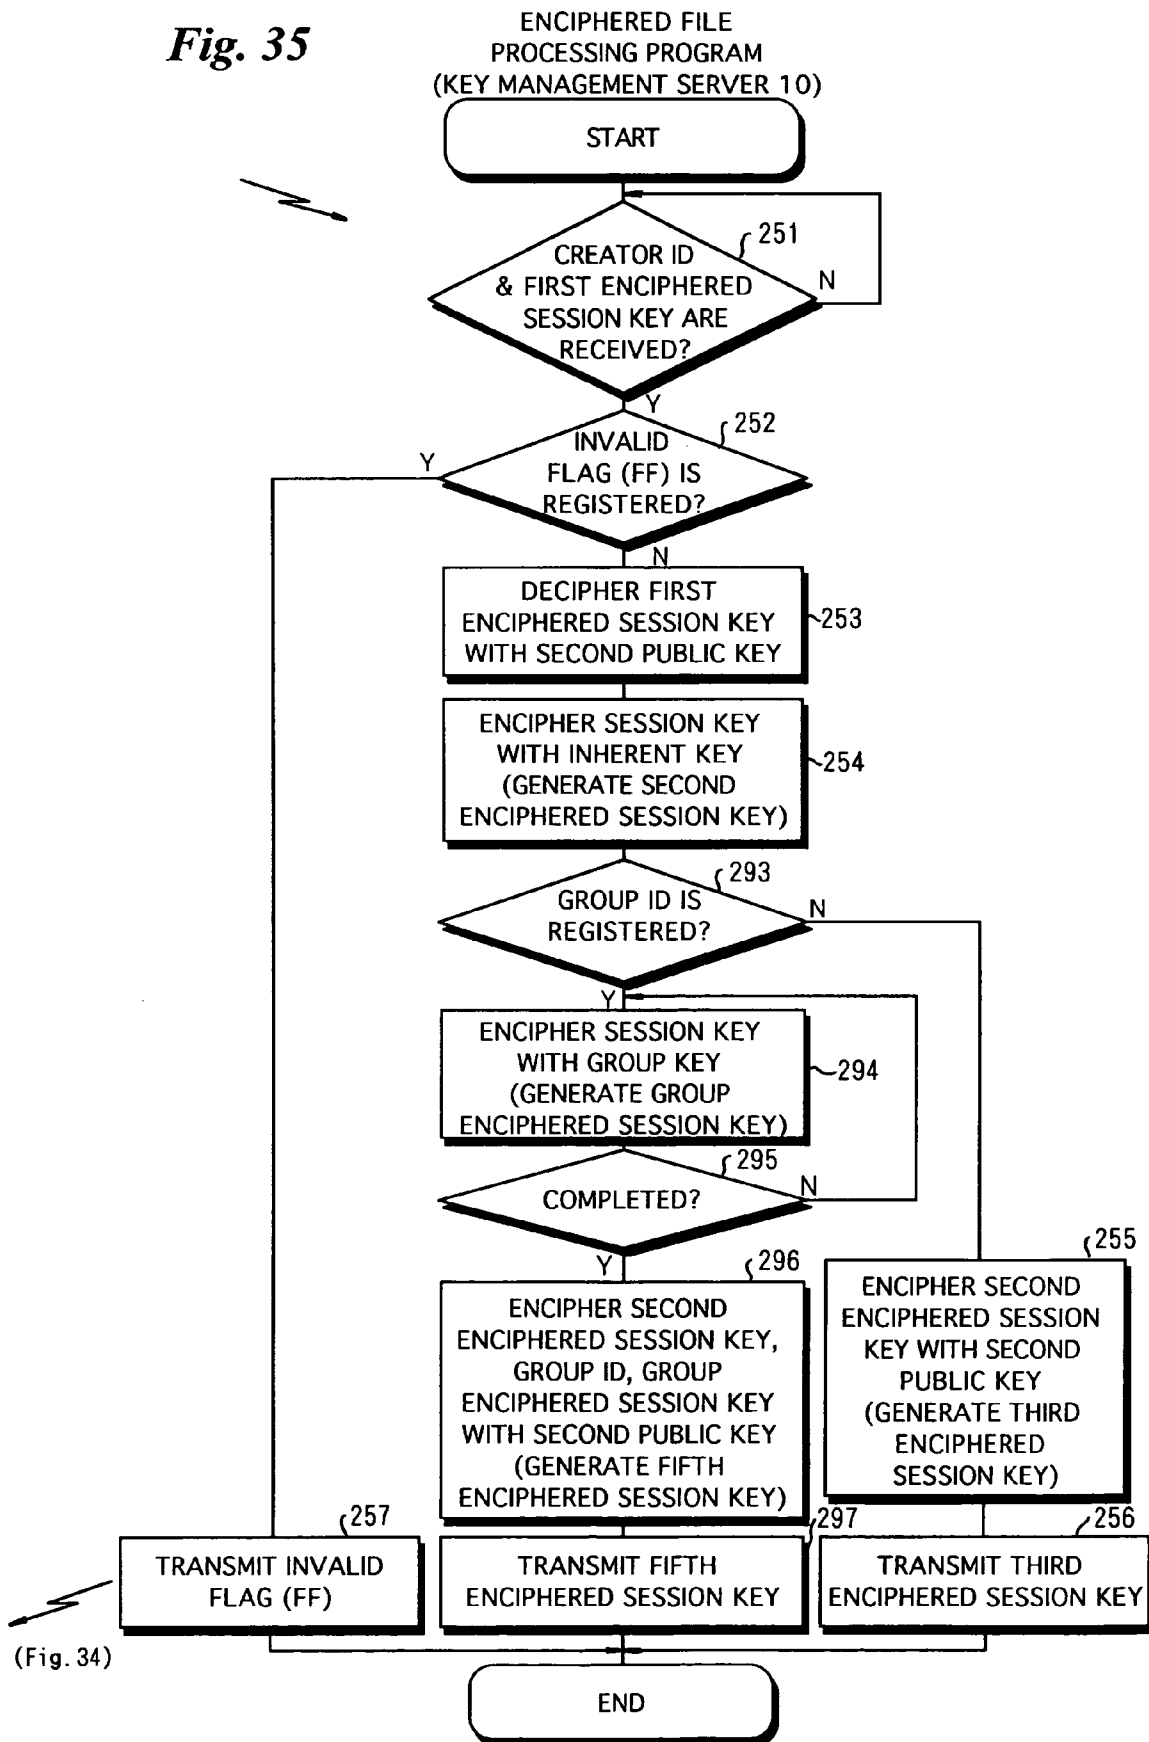 Fig. 35
ENCIPHERED FILE
PROCESSING PROGRAM
(KEY MANAGEMENT SERVER 10)
START
251
CREATOR ID
& FIRST ENCIPHERED
SESSION KEY ARE
RECEIVED?
N
Y
252
INVALID
FLAG (FF) IS
REGISTERED?
Y
N
DECIPHER FIRST
ENCIPHERED SESSION KEY
WITH SECOND PUBLIC KEY
253
ENCIPHER SESSION KEY
WITH INHERENT KEY
(GENERATE SECOND
ENCIPHERED SESSION KEY)
254
293
GROUP ID IS
REGISTERED?
N
Y
ENCIPHER SESSION KEY
WITH GROUP KEY
(GENERATE GROUP
ENCIPHERED SESSION KEY)
294
295
COMPLETED?
N
Y
296
ENCIPHER SECOND
ENCIPHERED SESSION KEY,
GROUP ID, GROUP
ENCIPHERED SESSION KEY
WITH SECOND PUBLIC KEY
(GENERATE FIFTH
ENCIPHERED SESSION KEY)
255
ENCIPHER SECOND
ENCIPHERED SESSION
KEY WITH SECOND
PUBLIC KEY
(GENERATE THIRD
ENCIPHERED
SESSION KEY)
257
TRANSMIT INVALID
FLAG (FF)
297
TRANSMIT FIFTH
ENCIPHERED SESSION KEY
256
TRANSMIT THIRD
ENCIPHERED SESSION KEY
(Fig. 34)
END